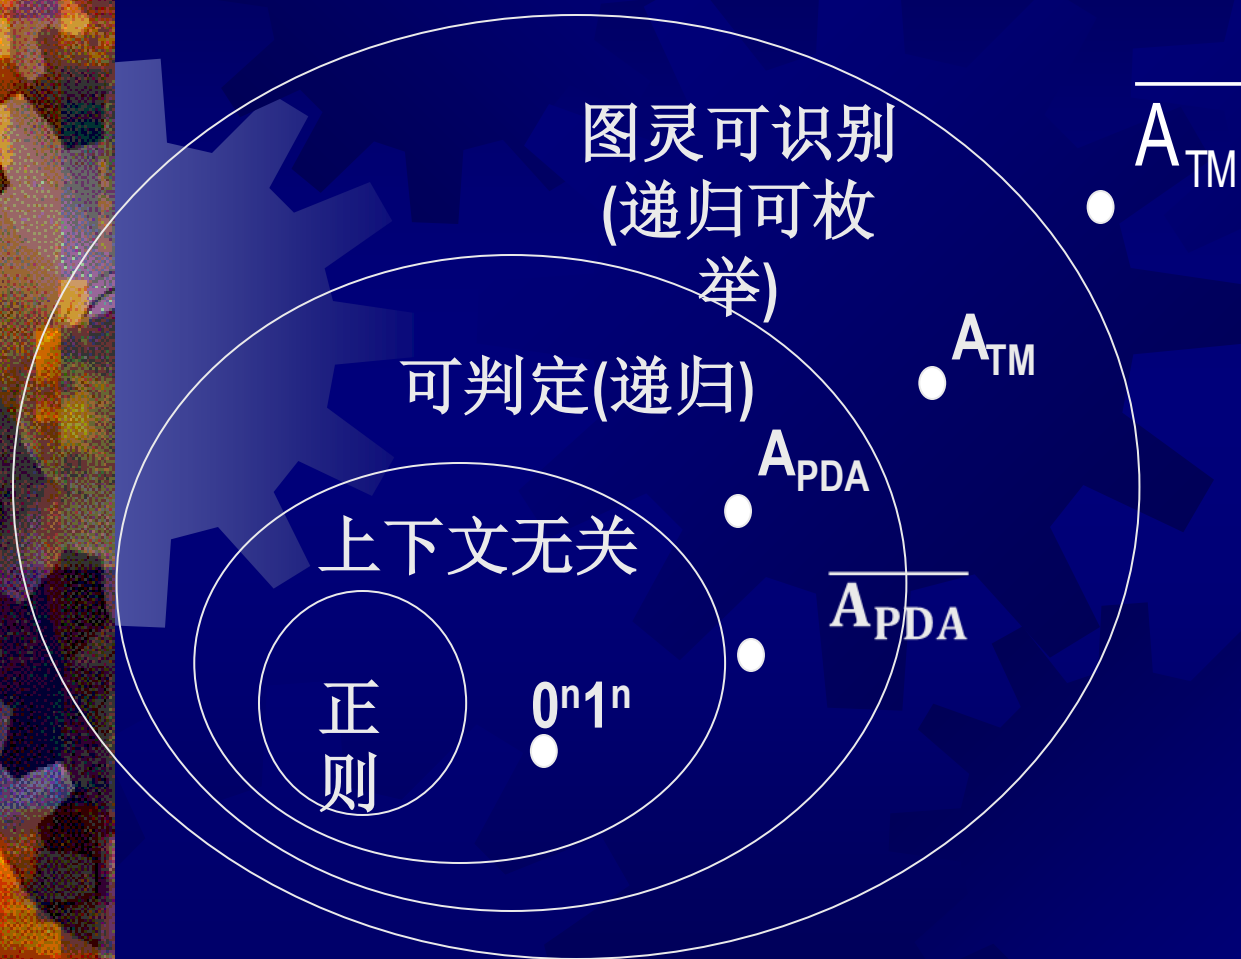 图灵可识别
(递归可枚
举)
A̅ TM
ATM
可判定(递归)
APDA
上下文无关
A̅P̅D̅A̅
正
则
0ⁿ1ⁿ